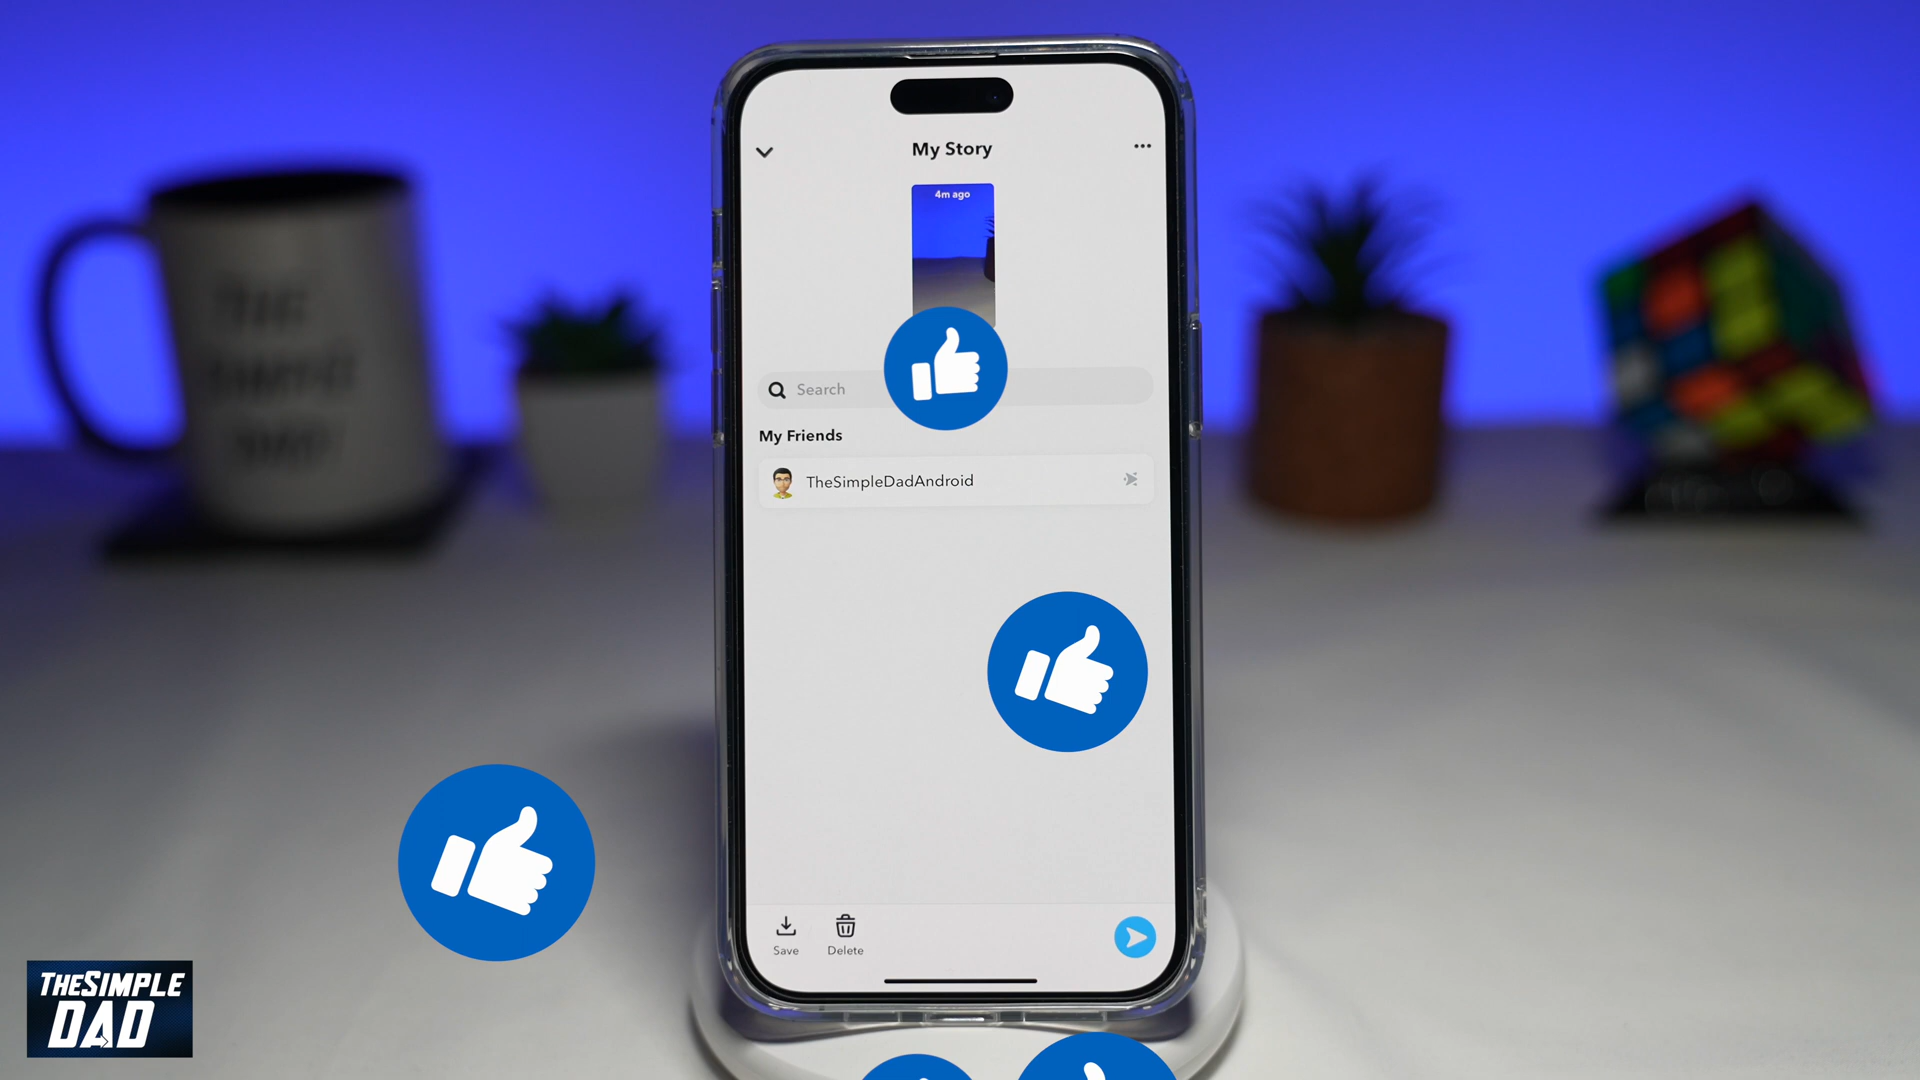 My Story
4m ago
Search
My Friends
TheSimpleDadAndroid
Save
Delete
THESIMPLE
DAD